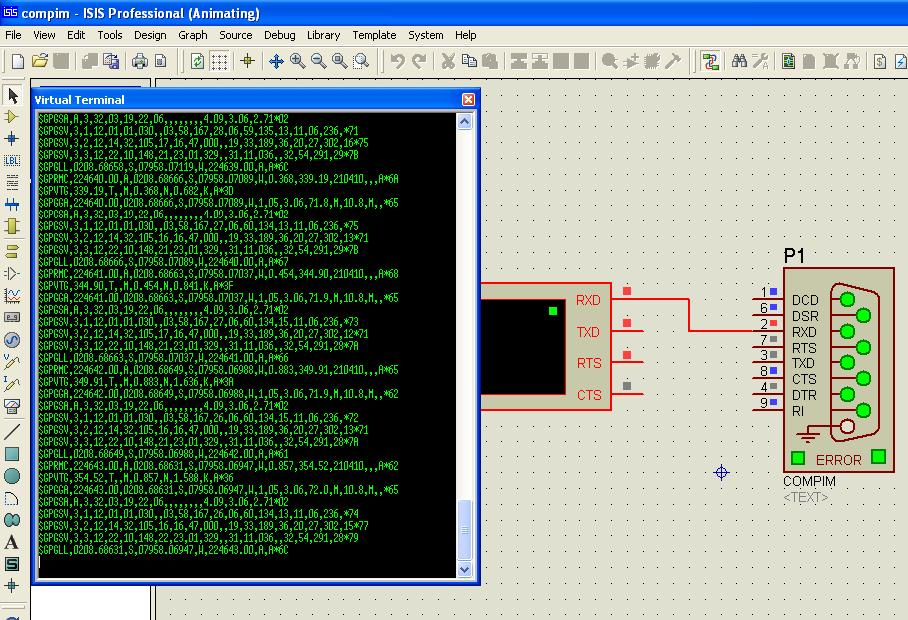 compim - ISIS Professional (Animating)
File View Edit Tools Design Graph Source Debug Library Template System Help
Virtual Terminal
$GPGSA,A,3,32,03,19,22,06,,,,,,,,4.09,3.06,2.71*02
$GPGSV,3,1,12,01,01,030,,03,58,167,28,06,59,135,13,11,06,236,*71
$GPGSV,3,2,12,14,32,105,17,16,47,000,,19,33,189,36,20,27,302,16*75
$GPGSV,3,3,12,22,10,148,21,23,01,329,,31,11,036,,32,54,291,29*7B
$GPGLL,0208.68658,S,07958.07119,W,224639.00,A,A*6C
$GPRMC,224640.00,A,0208.68666,S,07958.07089,W,0.368,339.19,210410,,,A*6A
$GPVTG,339.19,T,,M,0.368,N,0.682,K,A*3D
$GPGGA,224640.00,0208.68666,S,07958.07089,W,1,05,3.06,71.8,M,10.8,M,,*65
$GPGSA,A,3,32,03,19,22,06,,,,,,,,4.09,3.06,2.71*02
$GPGSV,3,1,12,01,01,030,,03,58,167,27,06,60,134,13,11,06,236,*75
$GPGSV,3,2,12,14,32,105,16,16,47,000,,19,33,189,36,20,27,302,13*71
$GPGSV,3,3,12,22,10,148,21,23,01,329,,31,11,036,,32,54,291,29*7B
$GPGLL,0208.68666,S,07958.07089,W,224640.00,A,A*67
$GPRMC,224641.00,A,0208.68663,S,07958.07037,W,0.454,344.90,210410,,,A*68
$GPVTG,344.90,T,,M,0.454,N,0.841,K,A*3F
$GPGGA,224641.00,0208.68663,S,07958.07037,W,1,05,3.06,71.9,M,10.8,M,,*65
$GPGSA,A,3,32,03,19,22,06,,,,,,,,4.09,3.06,2.71*02
$GPGSV,3,1,12,01,01,030,,03,58,167,27,06,60,134,15,11,06,236,*73
$GPGSV,3,2,12,14,32,105,17,16,47,000,,19,33,189,36,20,27,302,12*71
$GPGSV,3,3,12,22,10,148,21,23,01,329,,31,11,036,,32,54,291,28*7A
$GPGLL,0208.68663,S,07958.07037,W,224641.00,A,A*66
$GPRMC,224642.00,A,0208.68649,S,07958.06988,W,0.883,349.91,210410,,,A*65
$GPVTG,349.91,T,,M,0.883,N,1.636,K,A*3A
$GPGGA,224642.00,0208.68649,S,07958.06988,W,1,05,3.06,71.9,M,10.8,M,,*62
$GPGSA,A,3,32,03,19,22,06,,,,,,,,4.09,3.06,2.71*02
$GPGSV,3,1,12,01,01,030,,03,58,167,26,06,60,134,15,11,06,236,*72
$GPGSV,3,2,12,14,32,105,16,16,47,000,,19,33,189,36,20,27,302,13*71
$GPGSV,3,3,12,22,10,148,21,23,01,329,,31,11,036,,32,54,291,28*7A
$GPGLL,0208.68649,S,07958.06988,W,224642.00,A,A*61
$GPRMC,224643.00,A,0208.68631,S,07958.06947,W,0.857,354.52,210410,,,A*62
$GPVTG,354.52,T,,M,0.857,N,1.588,K,A*36
$GPGGA,224643.00,0208.68631,S,07958.06947,W,1,05,3.06,72.0,M,10.8,M,,*65
$GPGSA,A,3,32,03,19,22,06,,,,,,,,4.09,3.06,2.71*02
$GPGSV,3,1,12,01,01,030,,03,58,167,26,06,60,134,13,11,06,236,*74
$GPGSV,3,2,12,14,32,105,16,16,47,000,,19,33,189,36,20,27,302,15*77
$GPGSV,3,3,12,22,10,148,22,23,01,329,,31,11,036,,32,54,291,28*79
$GPGLL,0208.68631,S,07958.06947,W,224643.00,A,A*6C
LBL
A
S
RXD
TXD
RTS
CTS
P1
1 DCD
6 DSR
2 RXD
7 RTS
3 TXD
8 CTS
4 DTR
9 RI
ERROR
COMPIM
<TEXT>